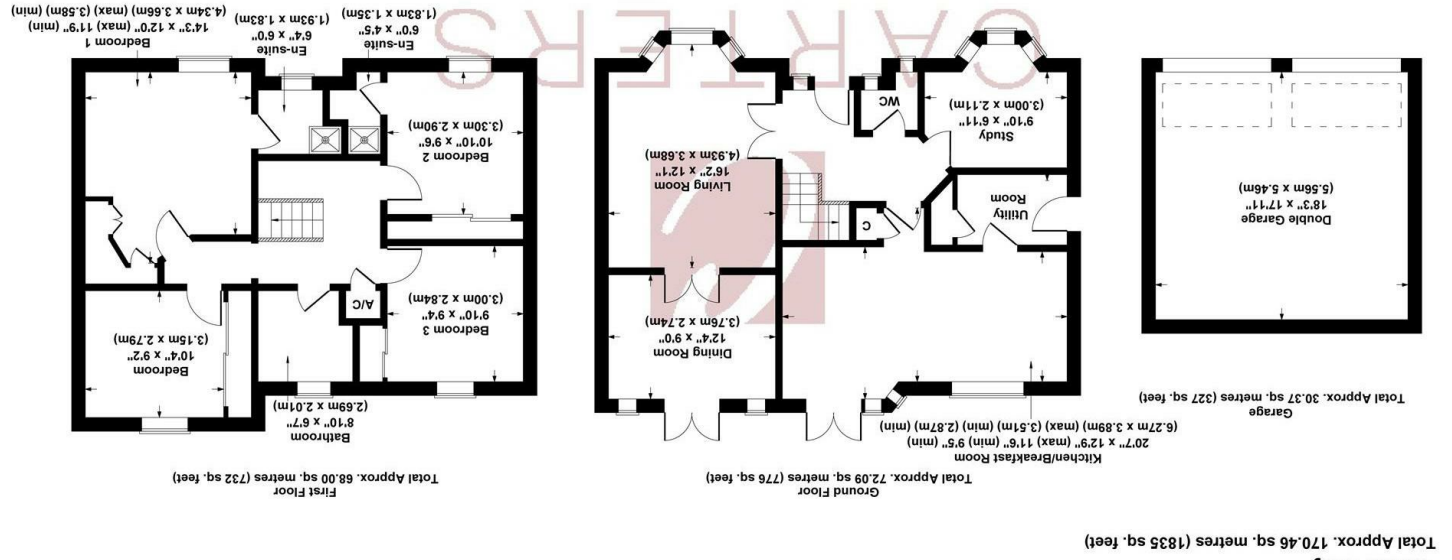 Total Approx. 170.46 sq. metres (1835 sq. feet)
Garage
Total Approx. 30.37 sq. metres (327 sq. feet)
Double Garage
18'3" x 17'11"
5.56m x 5.46m)
Ground Floor
Total Approx. 72.09 sq. metres (776 sq. feet)
Kitchen/Breakfast Room
20'7" x 12'9" (max) 11'6" (min) 9'5" (min)
(6.27m x 3.89m) (max) (3.51m) (min) (2.87m) (min)
Dining Room
12'4" x 9'0"
(3.76m x 2.74m)
Utility
Room
C
Living Room
16'2" x 12'1"
(4.93m x 3.68m)
Study
9'10" x 6'11"
(3.00m x 2.11m)
WC
First Floor
Total Approx. 68.00 sq. metres (732 sq. feet)
Bathroom
8'10" x 6'7"
(2.69m x 2.01m)
Bedroom 3
9'10" x 9'4"
(3.00m x 2.84m)
A/C
Bedroom
10'4" x 9'2"
(3.15m x 2.79m)
Bedroom 2
10'10" x 9'6"
(3.30m x 2.90m)
En-suite
6'0" x 4'5"
(1.83m x 1.35m)
En-suite
6'4" x 6'0"
(1.93m x 1.83m)
Bedroom 1
14'3" x 12'0" (max) 11'9" (min)
4.34m x 3.66m) (max) (3.58m) (min)
CARTERS